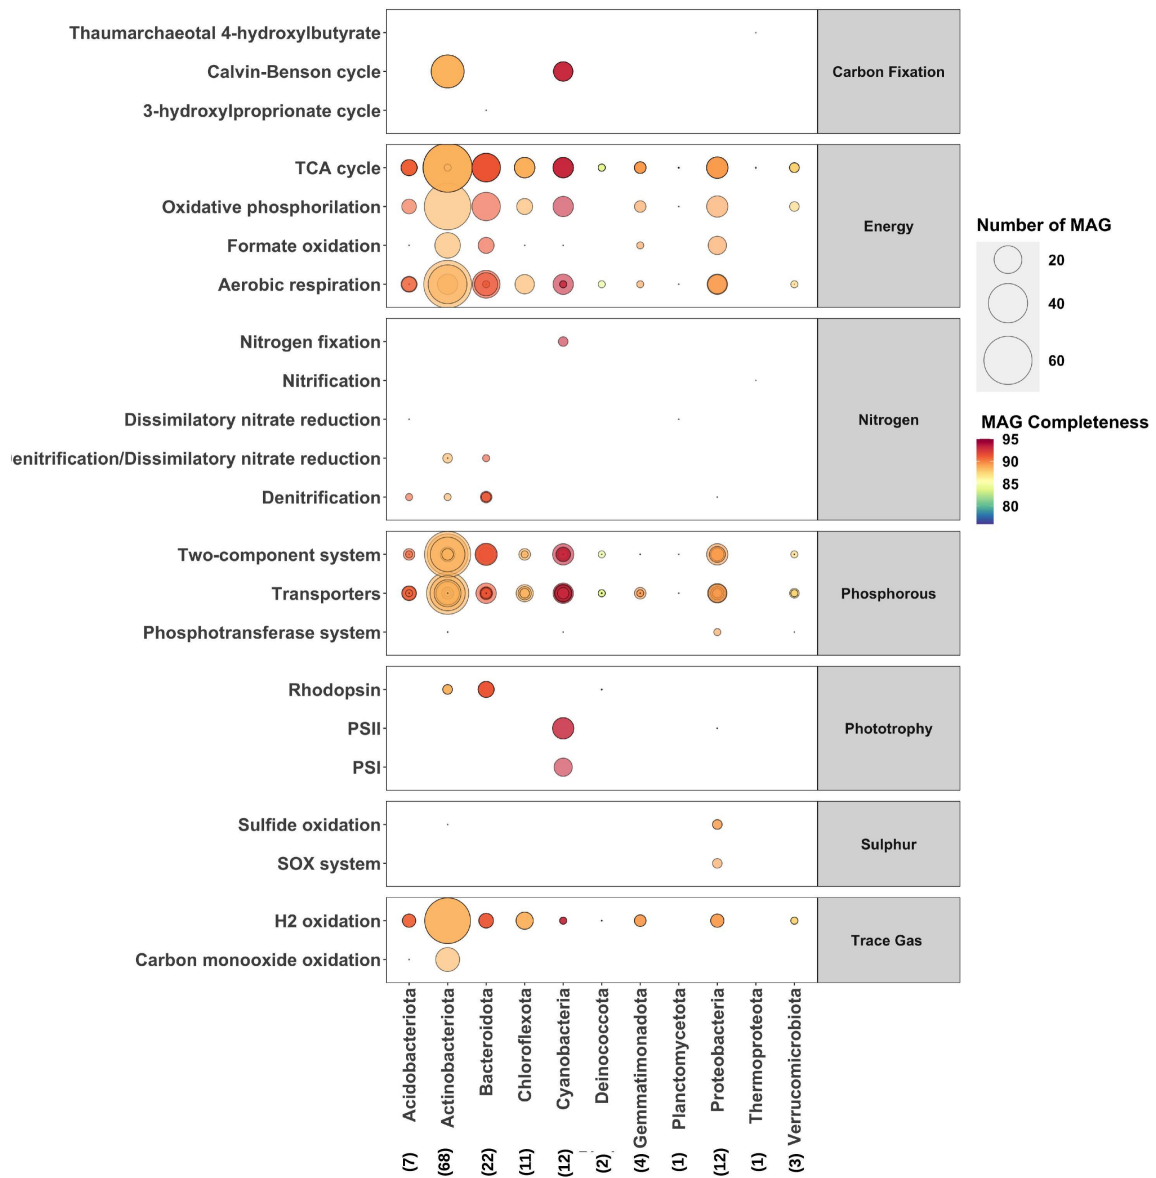 Thaumarchaeotal 4-hydroxylbutyrate
Calvin-Benson cycle
3-hydroxylproprionate cycle
Carbon Fixation
TCA cycle
Oxidative phosphorilation
Formate oxidation
Aerobic respiration
Energy
Nitrogen fixation
Nitrification
Dissimilatory nitrate reduction
enitrification/Dissimilatory nitrate reduction
Denitrification
Nitrogen
Two-component system
Transporters
Phosphotransferase system
Phosphorous
Rhodopsin
PSII
PSI
Phototrophy
Sulfide oxidation
SOX system
Sulphur
H2 oxidation
Carbon monooxide oxidation
Trace Gas
Number of MAG
20
40
60
MAG Completeness
95
90
85
80
Acidobacteriota (7)
Actinobacteriota (68)
Bacteroidota (22)
Chloroflexota (11)
Cyanobacteria (12)
Deinococcota (2)
Gemmatimonadota (4)
Planctomycetota (1)
Proteobacteria (12)
Thermoproteota (1)
Verrucomicrobiota (3)